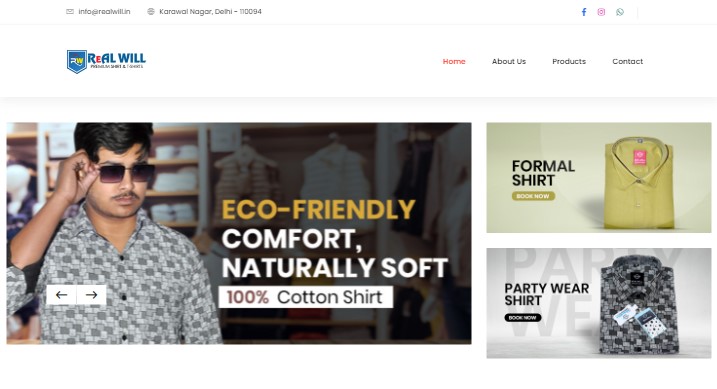 info@realwill.in
Karawal Nagar, Delhi - 110094
RW
REAL WILL
PREMIUM SHIRT & T-SHIRTS
Home
About Us
Products
Contact
ECO-FRIENDLY
COMFORT,
NATURALLY SOFT
100% Cotton Shirt
FORMAL
SHIRT
BOOK NOW
PARTY
WE
PARTY WEAR
SHIRT
BOOK NOW